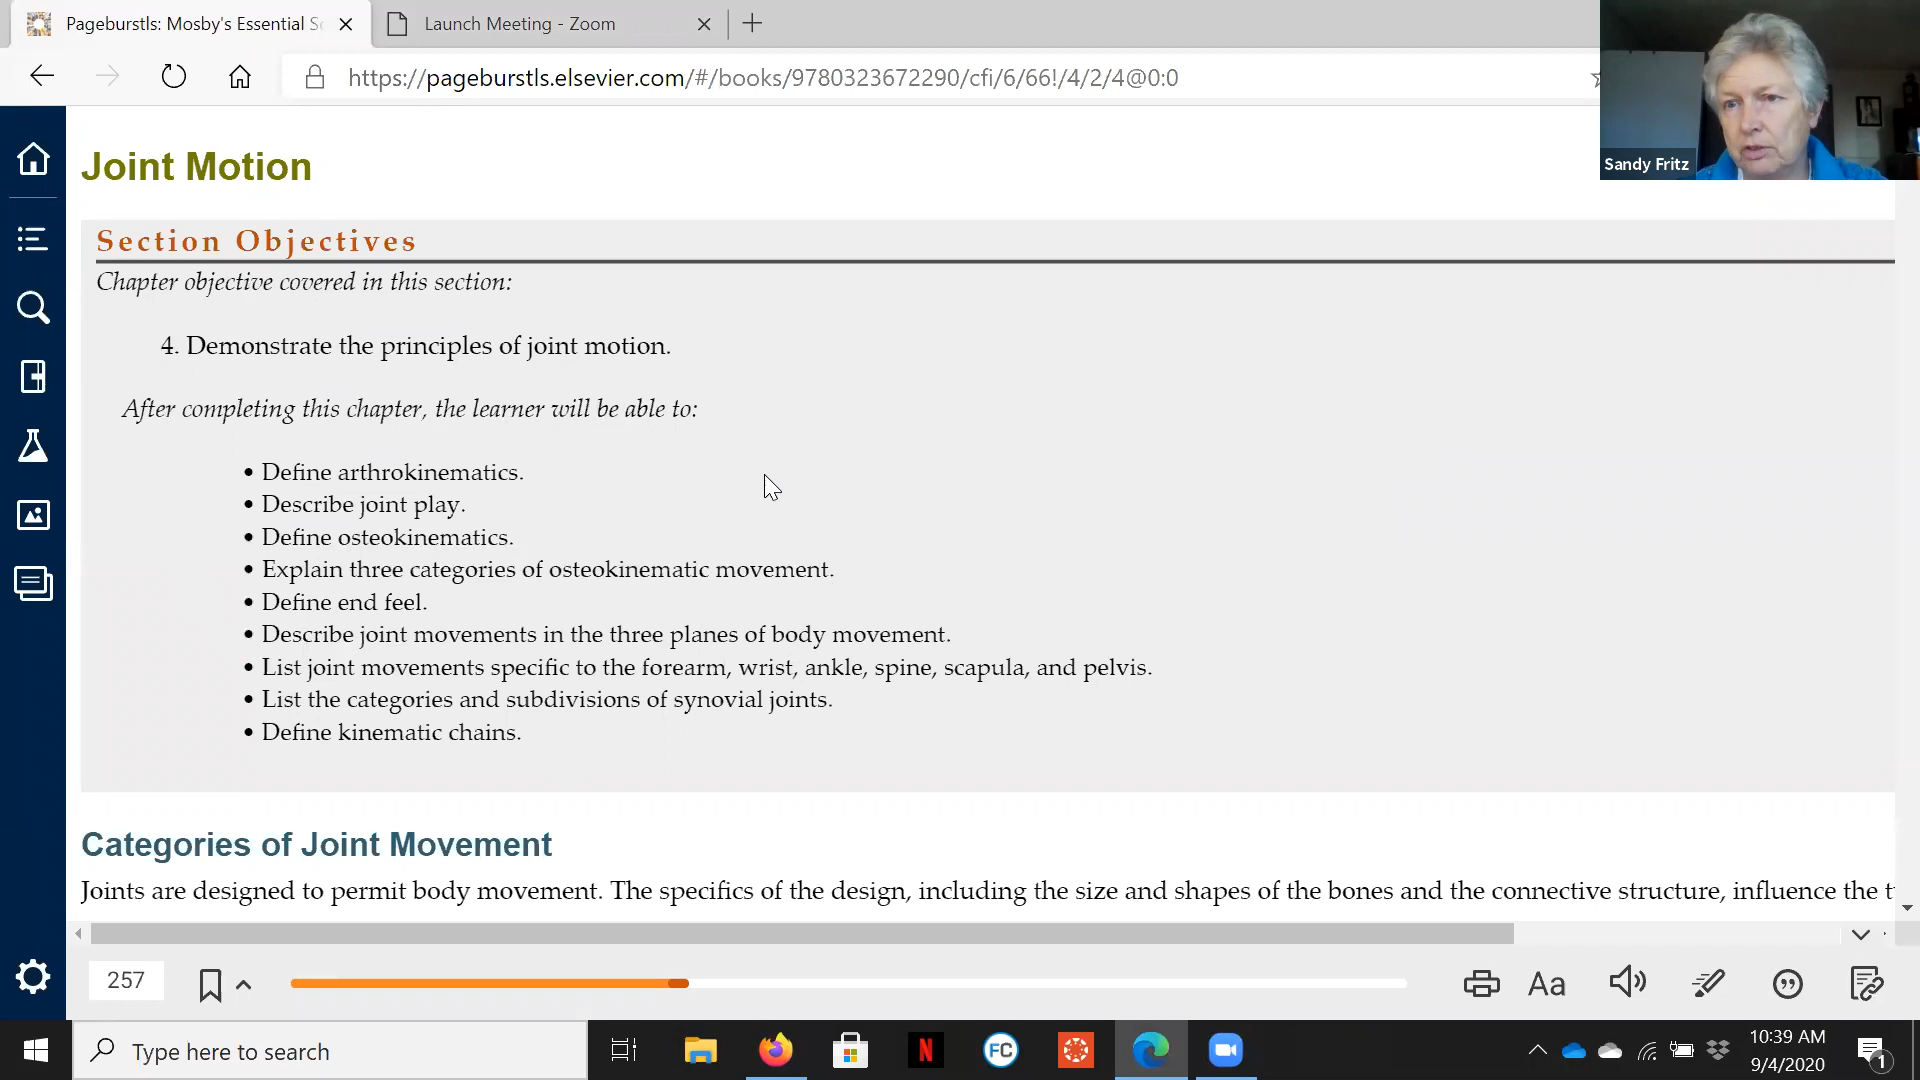 Pageburstls: Mosby's Essential Sc
Launch Meeting - Zoom
https://pageburstls.elsevier.com/#/books/9780323672290/cfi/6/66!/4/2/4@0:0
Sandy Fritz
Joint Motion
Section Objectives
Chapter objective covered in this section:
4. Demonstrate the principles of joint motion.
After completing this chapter, the learner will be able to:
• Define arthrokinematics.
• Describe joint play.
• Define osteokinematics.
• Explain three categories of osteokinematic movement.
• Define end feel.
• Describe joint movements in the three planes of body movement.
• List joint movements specific to the forearm, wrist, ankle, spine, scapula, and pelvis.
• List the categories and subdivisions of synovial joints.
• Define kinematic chains.
Categories of Joint Movement
Joints are designed to permit body movement. The specifics of the design, including the size and shapes of the bones and the connective structure, influence the
257
Aa
Type here to search
N
FC
10:39 AM
9/4/2020
1